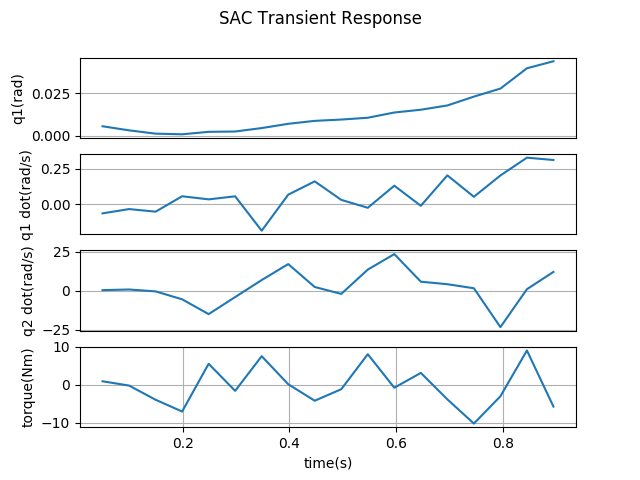 SAC Transient Response
q1(rad)
0.025
0.000
q1 dot(rad/s)
0.25
0.00
q2 dot(rad/s)
25
0
−25
torque(Nm)
10
0
−10
0.2 0.4 0.6 0.8
time(s)